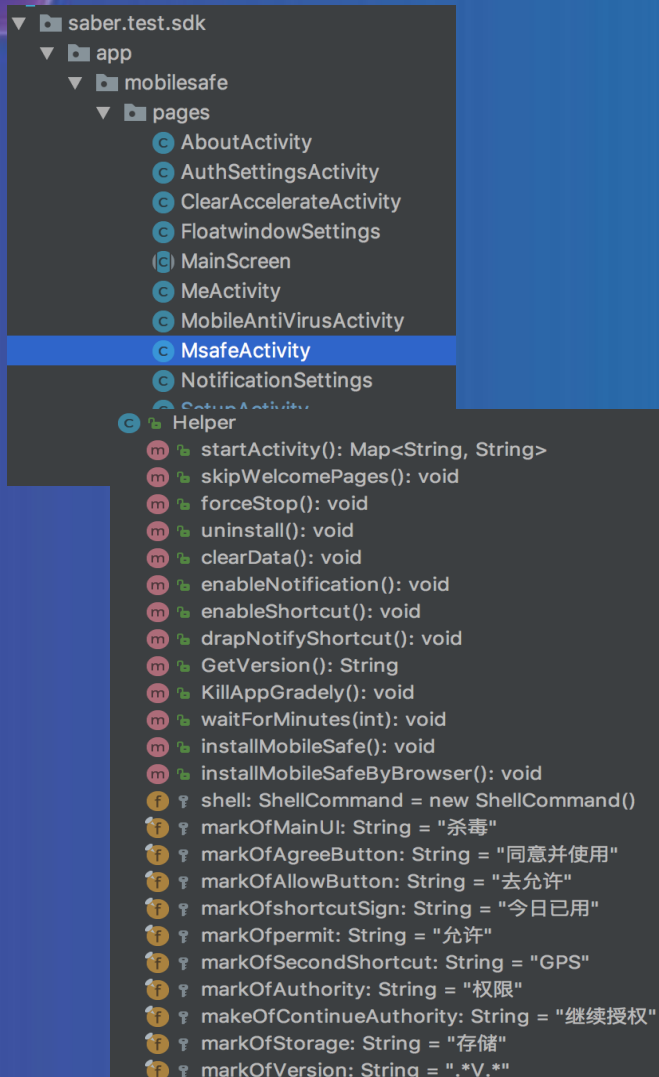 saber.test.sdk
app
mobilesafe
pages
AboutActivity
AuthSettingsActivity
ClearAccelerateActivity
FloatwindowSettings
MainScreen
MeActivity
MobileAntiVirusActivity
MsafeActivity
NotificationSettings
SetupActivity
Helper
startActivity(): Map<String, String>
skipWelcomePages(): void
forceStop(): void
uninstall(): void
clearData(): void
enableNotification(): void
enableShortcut(): void
drapNotifyShortcut(): void
GetVersion(): String
KillAppGradely(): void
waitForMinutes(int): void
installMobileSafe(): void
installMobileSafeByBrowser(): void
shell: ShellCommand = new ShellCommand()
markOfMainUI: String = "杀毒"
markOfAgreeButton: String = "同意并使用"
markOfAllowButton: String = "去允许"
markOfshortcutSign: String = "今日已用"
markOfpermit: String = "允许"
markOfSecondShortcut: String = "GPS"
markOfAuthority: String = "权限"
makeOfContinueAuthority: String = "继续授权"
markOfStorage: String = "存储"
markOfVersion: String = ".*V.*"